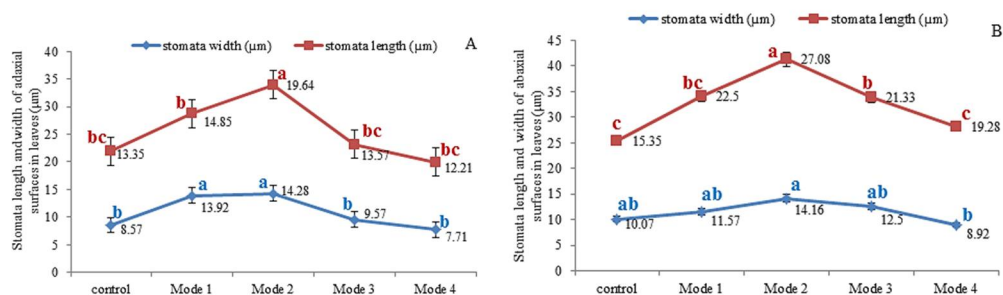 stomata width (µm) stomata length (µm) A
Stomata length andwidth of adaxial
surfaces in leaves (µm)
40
35
30
25
20
15
10
5
0
bc
13.35
b
14.85
a
19.64
bc
13.57
bc
12.21
b
8.57
a
13.92
a
14.28
b
9.57
b
7.71
control Mode 1 Mode 2 Mode 3 Mode 4
stomata width (µm) stomata length (µm) B
Stomata length and width of abaxial
surfaces in leaves (µm)
45
40
35
30
25
20
15
10
5
0
c
15.35
bc
22.5
a
27.08
b
21.33
c
19.28
ab
10.07
ab
11.57
a
14.16
ab
12.5
b
8.92
control Mode 1 Mode 2 Mode 3 Mode 4